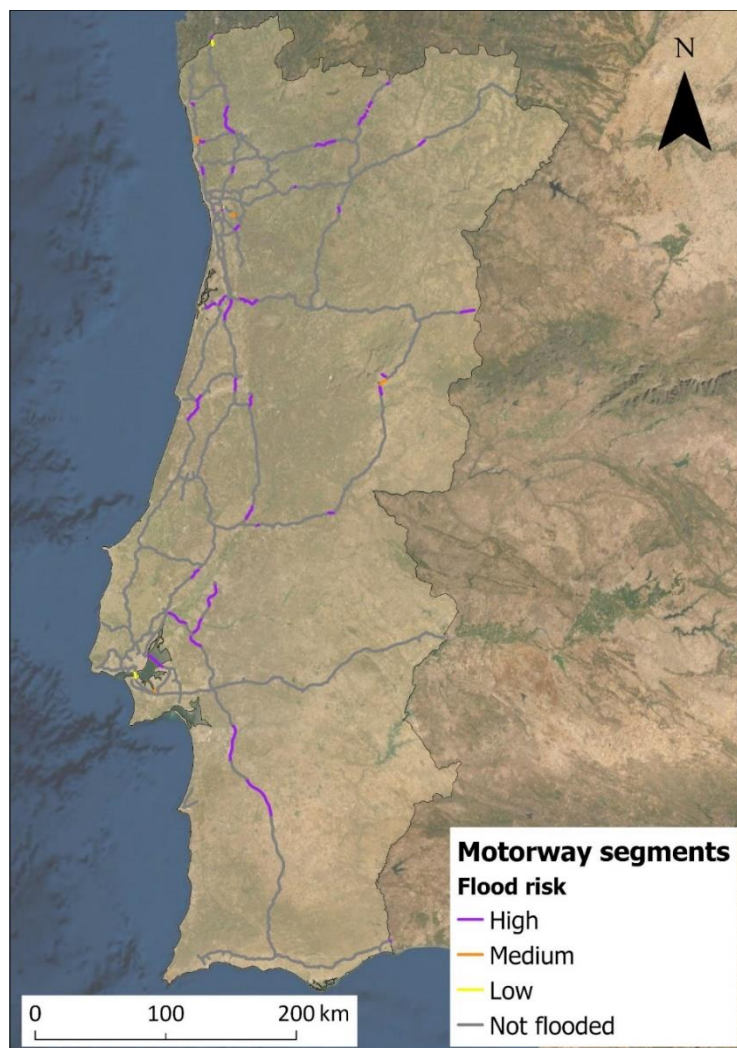 N
Motorway segments
Flood risk
High
Medium
Low
Not flooded
0 100 200 km